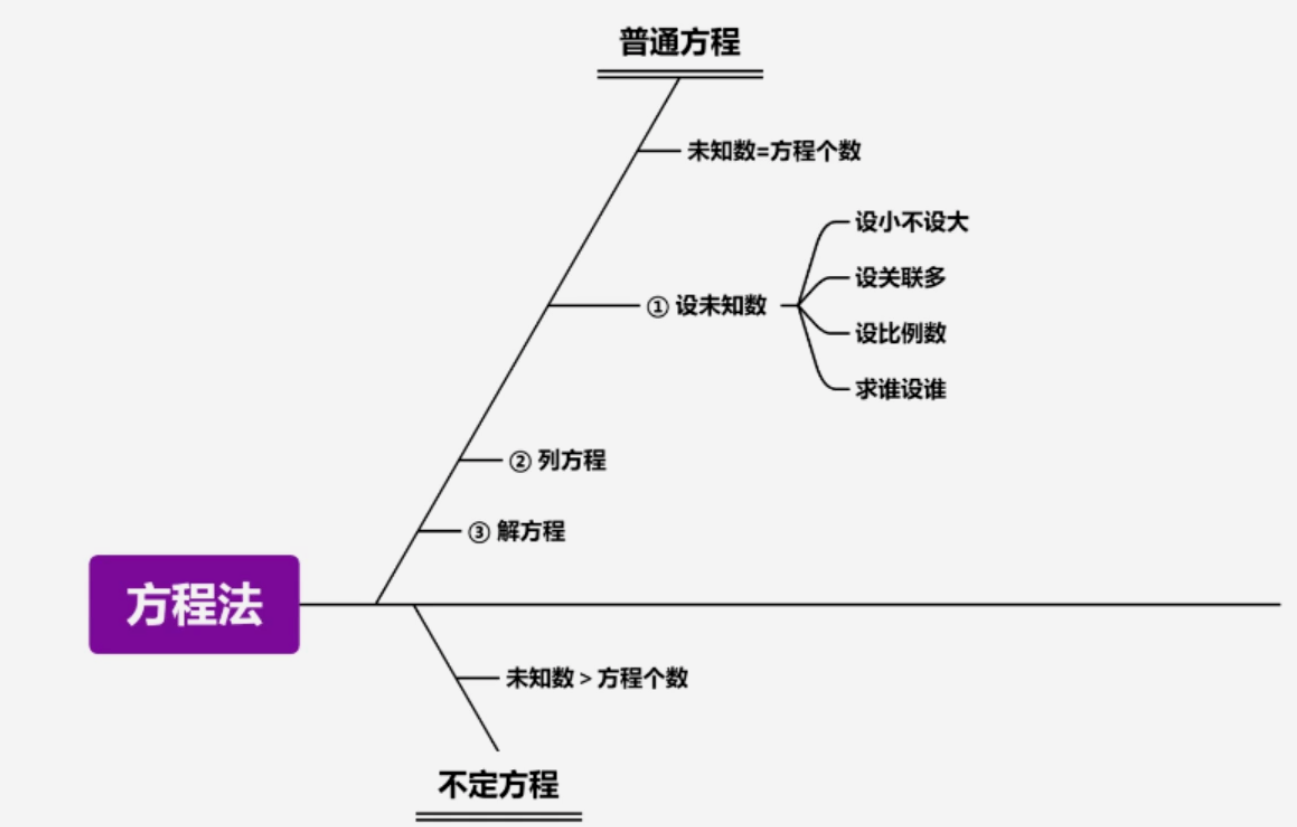 普通方程
未知数=方程个数
设小不设大
设关联多
① 设未知数
设比例数
求谁设谁
② 列方程
③ 解方程
方程法
未知数 > 方程个数
不定方程